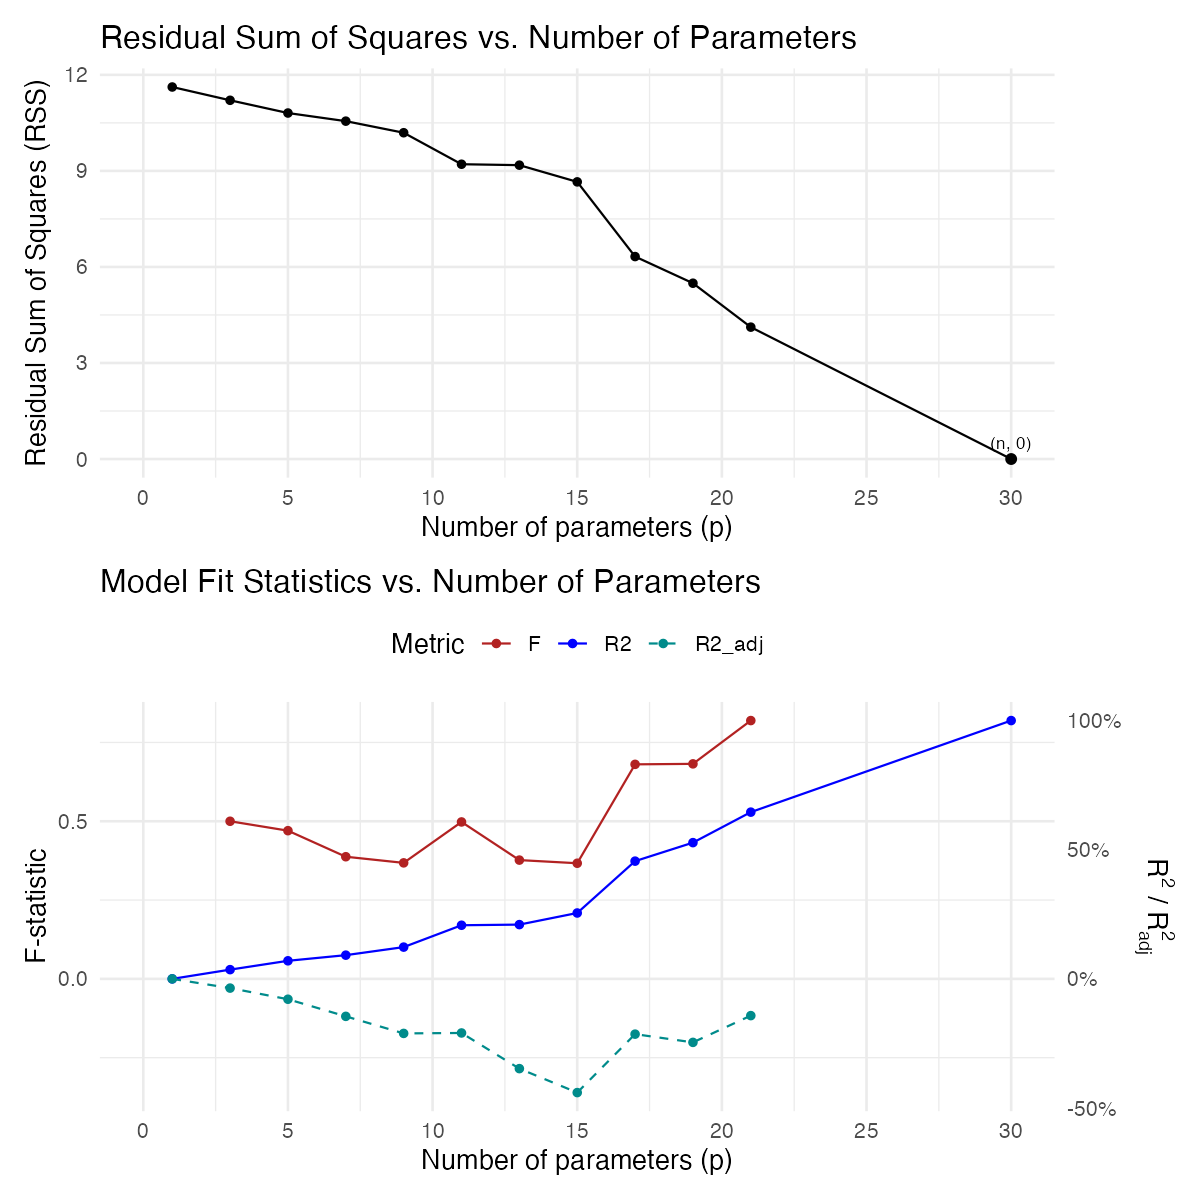 Residual Sum of Squares vs. Number of Parameters
Residual Sum of Squares (RSS)
12
9
6
3
0
(n, 0)
0 5 10 15 20 25 30
Number of parameters (p)
Model Fit Statistics vs. Number of Parameters
Metric F R2 R2_adj
F-statistic
0.5
0.0
100%
50%
0%
-50%
R² / R²adj
0 5 10 15 20 25 30
Number of parameters (p)